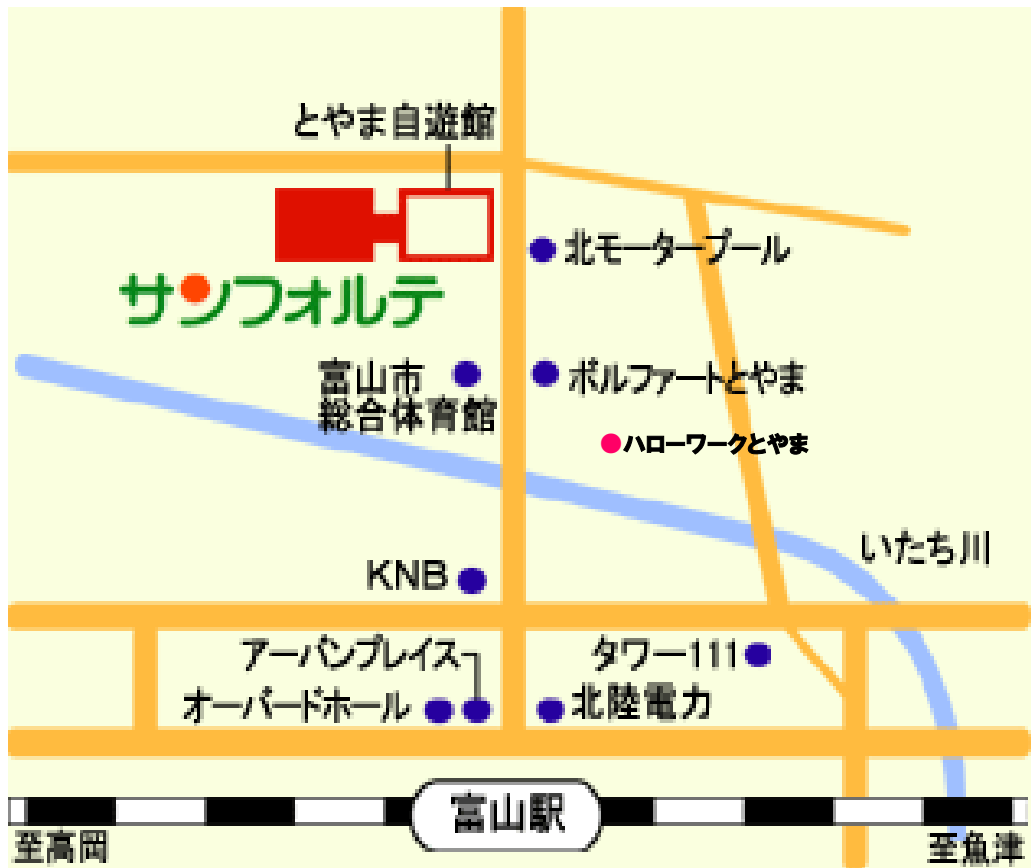 とやま自遊館
北モータープール
サンフォルテ
富山市
総合体育館
ボルファートとやま
ハローワークとやま
いたち川
KNB
アーバンプレイス
タワー111
オーバードホール
北陸電力
富山駅
至高岡
至魚津